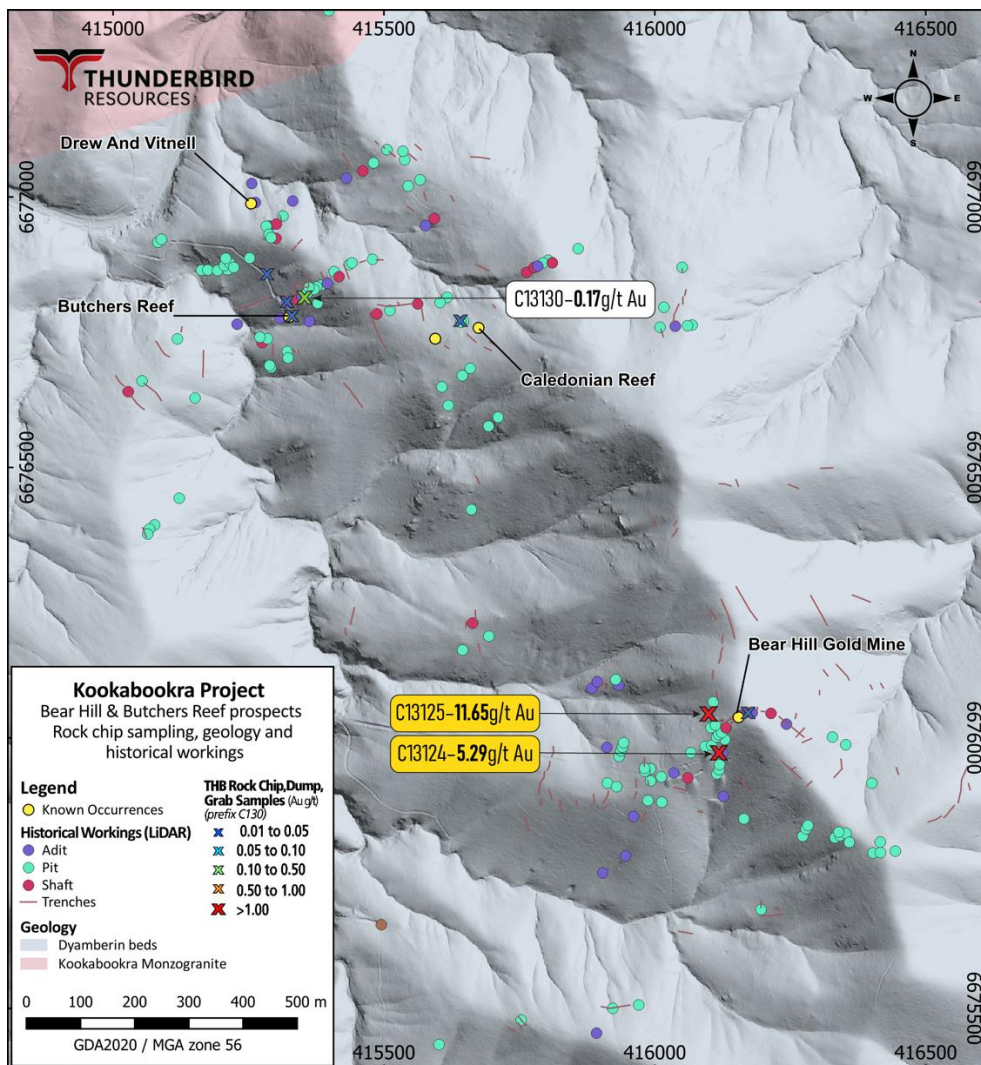 415000
415500
416000
416500
THUNDERBIRD
RESOURCES
N
W
E
S
Drew And Vitnell
6677000
6677000
C13130-0.17g/t Au
Butchers Reef
Caledonian Reef
6676500
6676500
Bear Hill Gold Mine
C13125-11.65g/t Au
C13124-5.29g/t Au
6676000
Kookabookra Project
Bear Hill & Butchers Reef prospects
Rock chip sampling, geology and
historical workings
Legend
Known Occurrences
Historical Workings (LiDAR)
Adit
Pit
Shaft
Trenches
THB Rock Chip,Dump,
Grab Samples (Au g/t)
(prefix C130)
0.01 to 0.05
0.05 to 0.10
0.10 to 0.50
0.50 to 1.00
>1.00
Geology
Dyamberin beds
Kookabookra Monzogranite
0 100 200 300 400 500 m
GDA2020 / MGA zone 56
6675500
415500
416000
416500